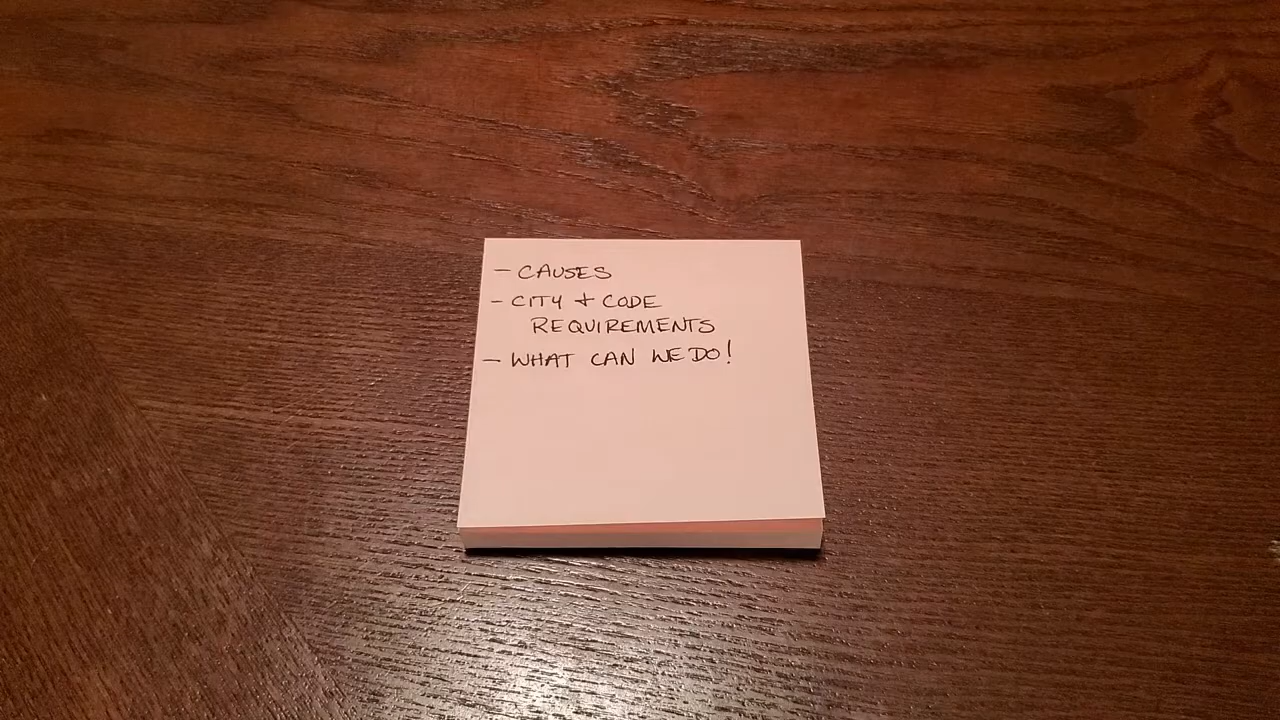 - CAUSES
- CITY + CODE
REQUIREMENTS
- WHAT CAN WE DO!